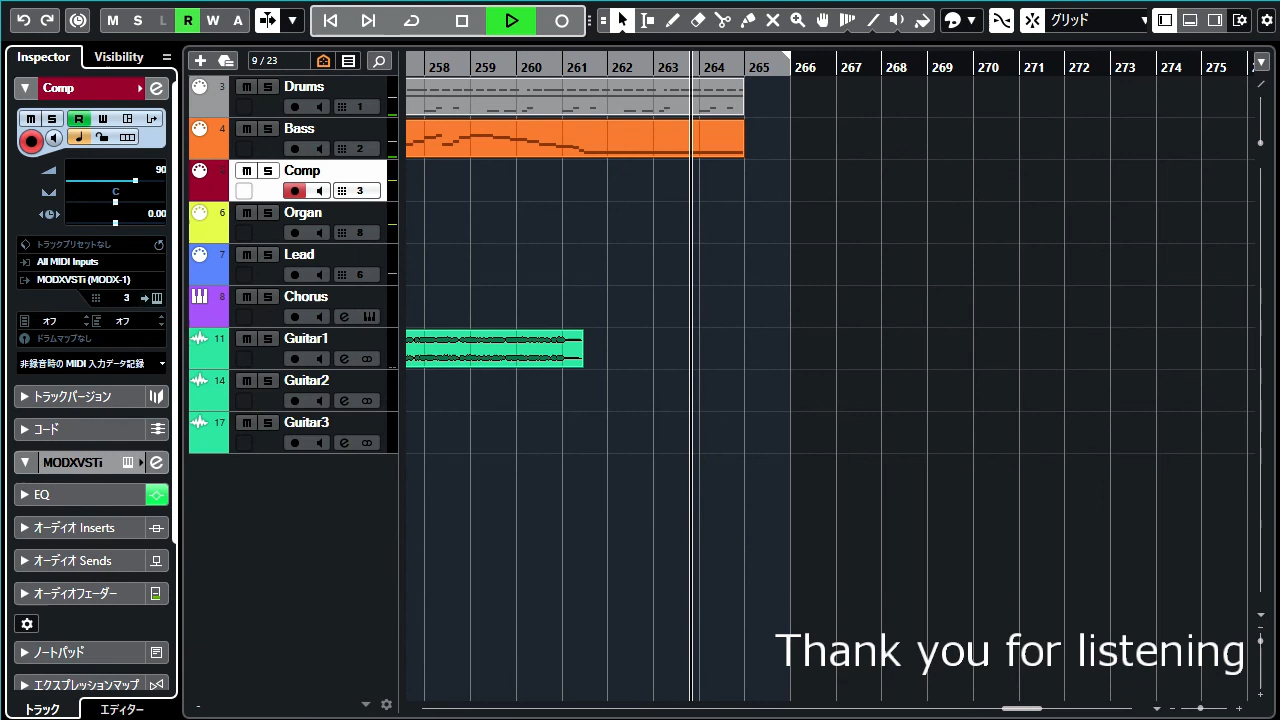 M S L R W A
グリッド
Inspector Visibility
Comp
M S R W
90
C
0.00
トラックプリセットなし
All MIDI Inputs
MODXVSTi (MODX-1)
3
オフ オフ
ドラムマップなし
非録音時の MIDI 入力データ記録
トラックバージョン
コード
MODXVSTi
EQ
オーディオ Inserts
オーディオ Sends
オーディオフェーダー
ノートパッド
エクスプレッションマップ
トラック エディター
9 / 23
3 M S Drums
1
4 M S Bass
2
M S Comp
3
6 M S Organ
8
7 M S Lead
6
8 M S Chorus
11 M S Guitar1
14 M S Guitar2
17 M S Guitar3
258 259 260 261 262 263 264 265 266 267 268 269 270 271 272 273 274 275
Thank you for listening